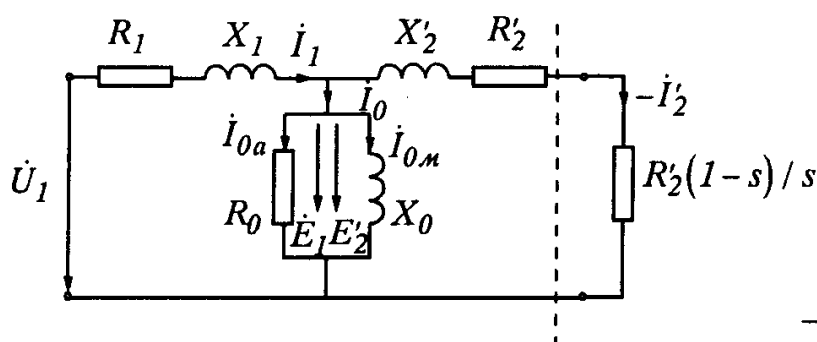 R₁ X₁ İ₁ X′₂ R′₂
İ₀ −İ′₂
İ₀ₐ İ₀м
U̇₁ R′₂(1−s)/s
R₀ Ė₁ Ė′₂ X₀